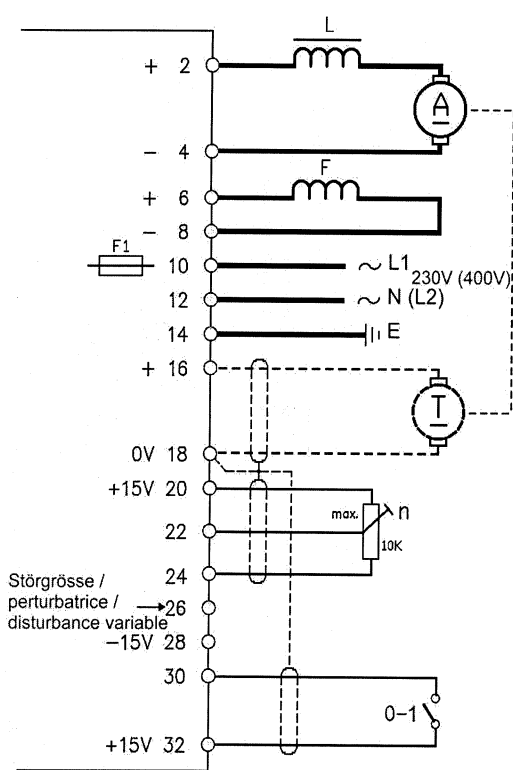 L
+ 2
A
− 4
F
+ 6
− 8
F1
10
~ L1
230V (400V)
12
~ N (L2)
14
E
+ 16
T
0V 18
+15V 20
max.
n
22
10K
24
Störgrösse /
perturbatrice /
disturbance variable
26
−15V 28
30
0−1
+15V 32